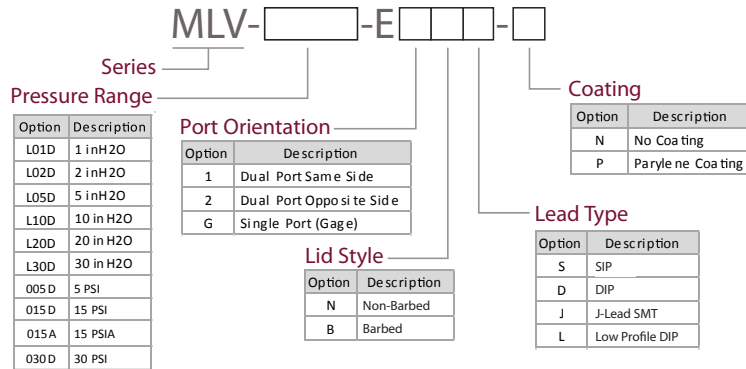 MLV- -E -
Series
Pressure Range
Option Description
L01D 1 inH2O
L02D 2 inH2O
L05D 5 inH2O
L10D 10 inH2O
L20D 20 inH2O
L30D 30 inH2O
005D 5 PSI
015D 15 PSI
015A 15 PSIA
030D 30 PSI
Port Orientation
Option Description
1 Dual Port Same Side
2 Dual Port Opposite Side
G Single Port (Gage)
Lid Style
Option Description
N Non-Barbed
B Barbed
Coating
Option Description
N No Coating
P Parylene Coating
Lead Type
Option Description
S SIP
D DIP
J J-Lead SMT
L Low Profile DIP